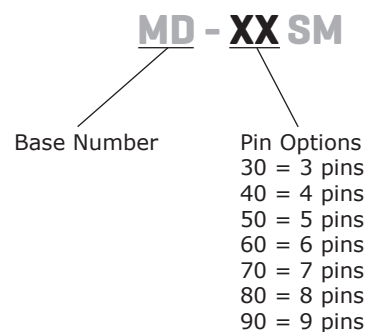 MD - XX SM
Base Number
Pin Options
30 = 3 pins
40 = 4 pins
50 = 5 pins
60 = 6 pins
70 = 7 pins
80 = 8 pins
90 = 9 pins